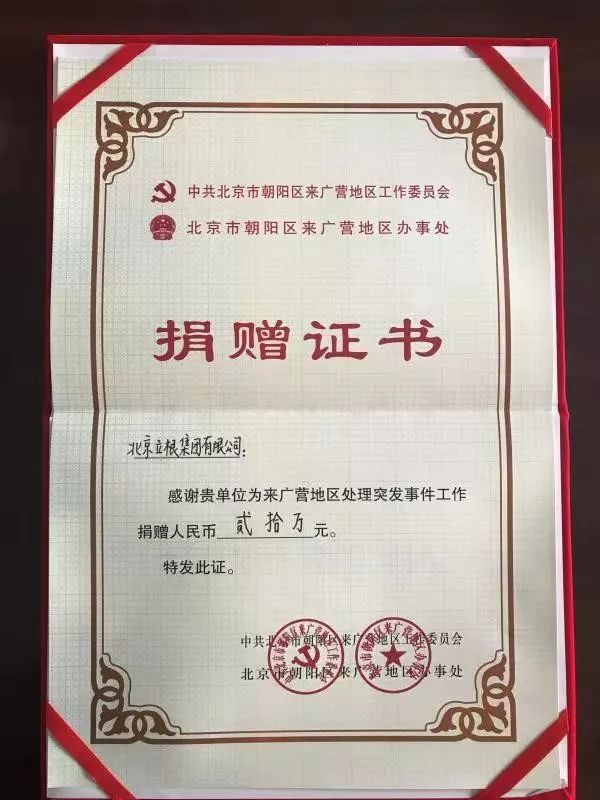 中共北京市朝阳区来广营地区工作委员会
北京市朝阳区来广营地区办事处
捐赠证书
北京立根集团有限公司：
感谢贵单位为来广营地区处理突发事件工作
捐赠人民币 贰拾万 元。
特发此证。
中共北京市朝阳区来广营地区工作委员会
北京市朝阳区来广营地区办事处